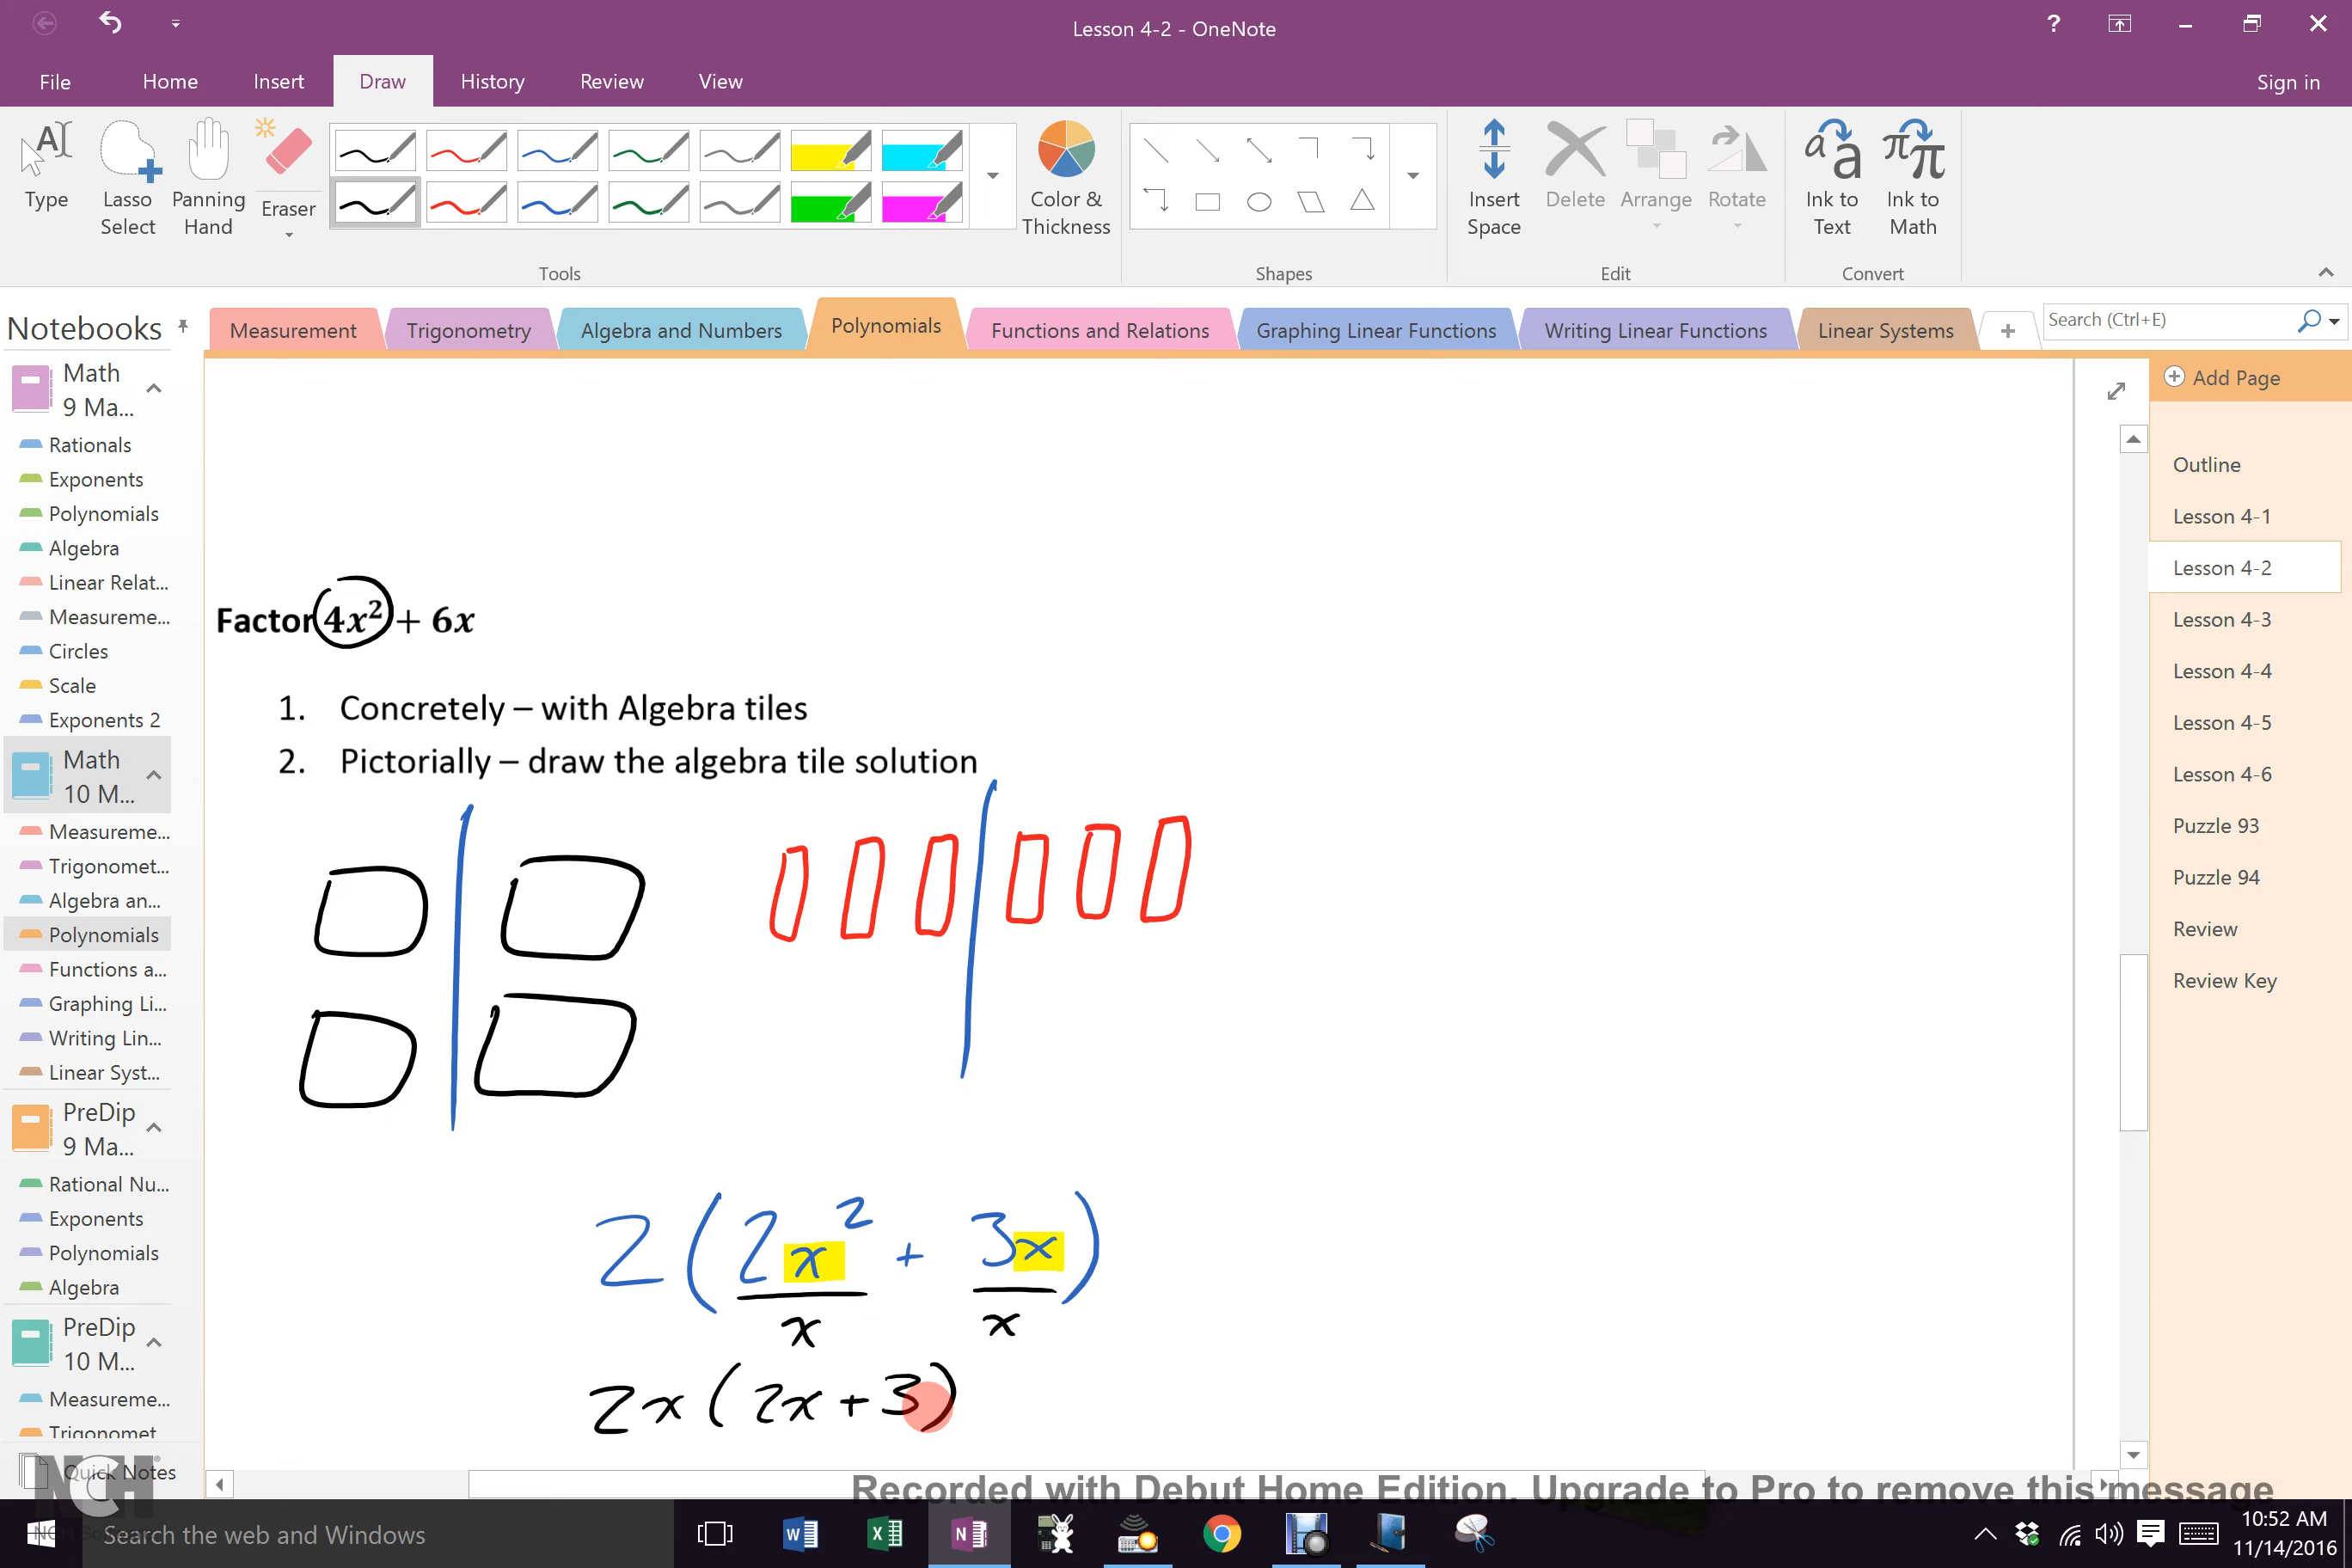 Lesson 4-2 - OneNote
?
File Home Insert Draw History Review View
Sign in
Type
Lasso Select
Panning Hand
Eraser
Color & Thickness
Insert Space
Delete
Arrange
Rotate
Ink to Text
Ink to Math
Tools
Shapes
Edit
Convert
Notebooks
Measurement
Trigonometry
Algebra and Numbers
Polynomials
Functions and Relations
Graphing Linear Functions
Writing Linear Functions
Linear Systems
+
Search (Ctrl+E)
Math
9 Ma...
Rationals
Exponents
Polynomials
Algebra
Linear Relat...
Measureme...
Circles
Scale
Exponents 2
Math
10 M...
Measureme...
Trigonomet...
Algebra an...
Polynomials
Functions a...
Graphing Li...
Writing Lin...
Linear Syst...
PreDip
9 Ma...
Rational Nu...
Exponents
Polynomials
Algebra
PreDip
10 M...
Measureme...
Trigonomet
Quick Notes
Factor 4x² + 6x
1. Concretely – with Algebra tiles
2. Pictorially – draw the algebra tile solution
2 ( 2x² + 3x )
x x
2x ( 2x + 3 )
Add Page
Outline
Lesson 4-1
Lesson 4-2
Lesson 4-3
Lesson 4-4
Lesson 4-5
Lesson 4-6
Puzzle 93
Puzzle 94
Review
Review Key
Recorded with Debut Home Edition. Upgrade to Pro to remove this message
NCH
Search the web and Windows
10:52 AM
11/14/2016